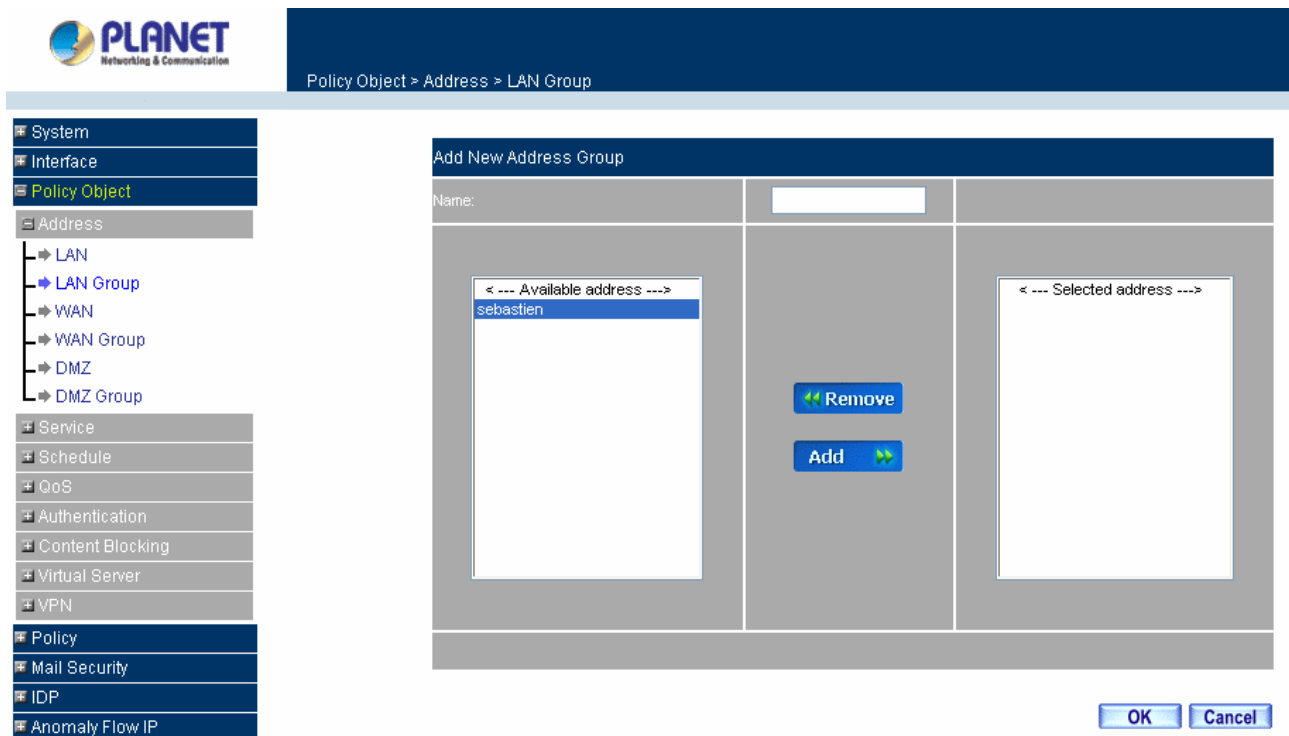 PLANET
Networking & Communication
Policy Object > Address > LAN Group
System
Interface
Policy Object
Address
LAN
LAN Group
WAN
WAN Group
DMZ
DMZ Group
Service
Schedule
QoS
Authentication
Content Blocking
Virtual Server
VPN
Policy
Mail Security
IDP
Anomaly Flow IP
Add New Address Group
Name:
< --- Available address --->
sebastien
Remove
Add
< --- Selected address --->
OK
Cancel